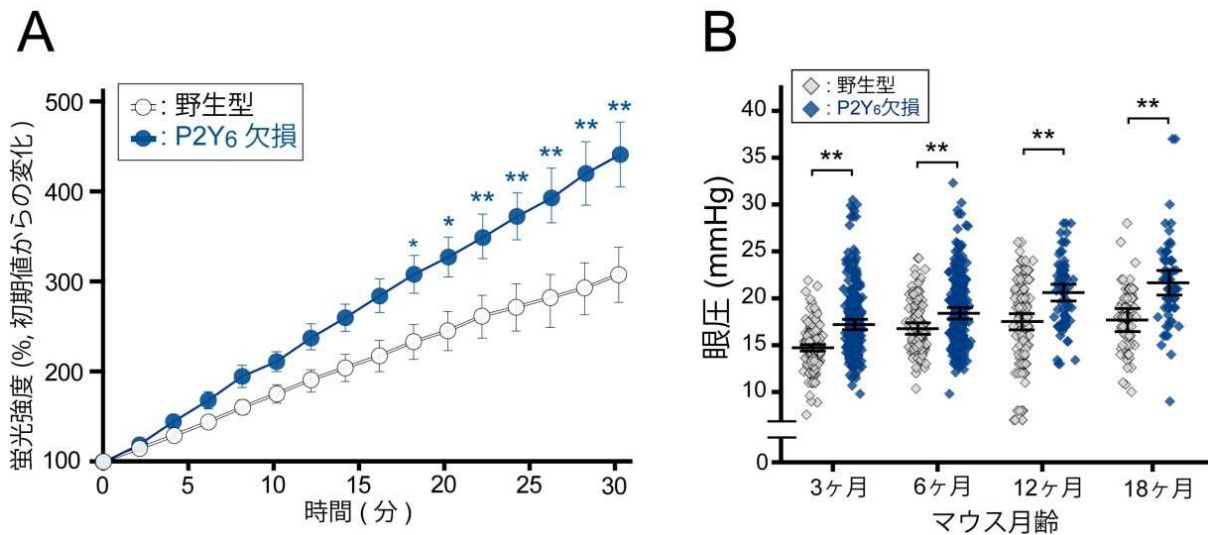 A
蛍光強度 (%, 初期値からの変化)
500
400
300
200
100
: 野生型
: P2Y6 欠損
* * ** ** ** ** **
0 5 10 15 20 25 30
時間 ( 分 )
B
眼圧 (mmHg)
: 野生型
: P2Y6欠損
40
35
30
25
20
15
10
0
** ** ** **
3ヶ月 6ヶ月 12ヶ月 18ヶ月
マウス月齢